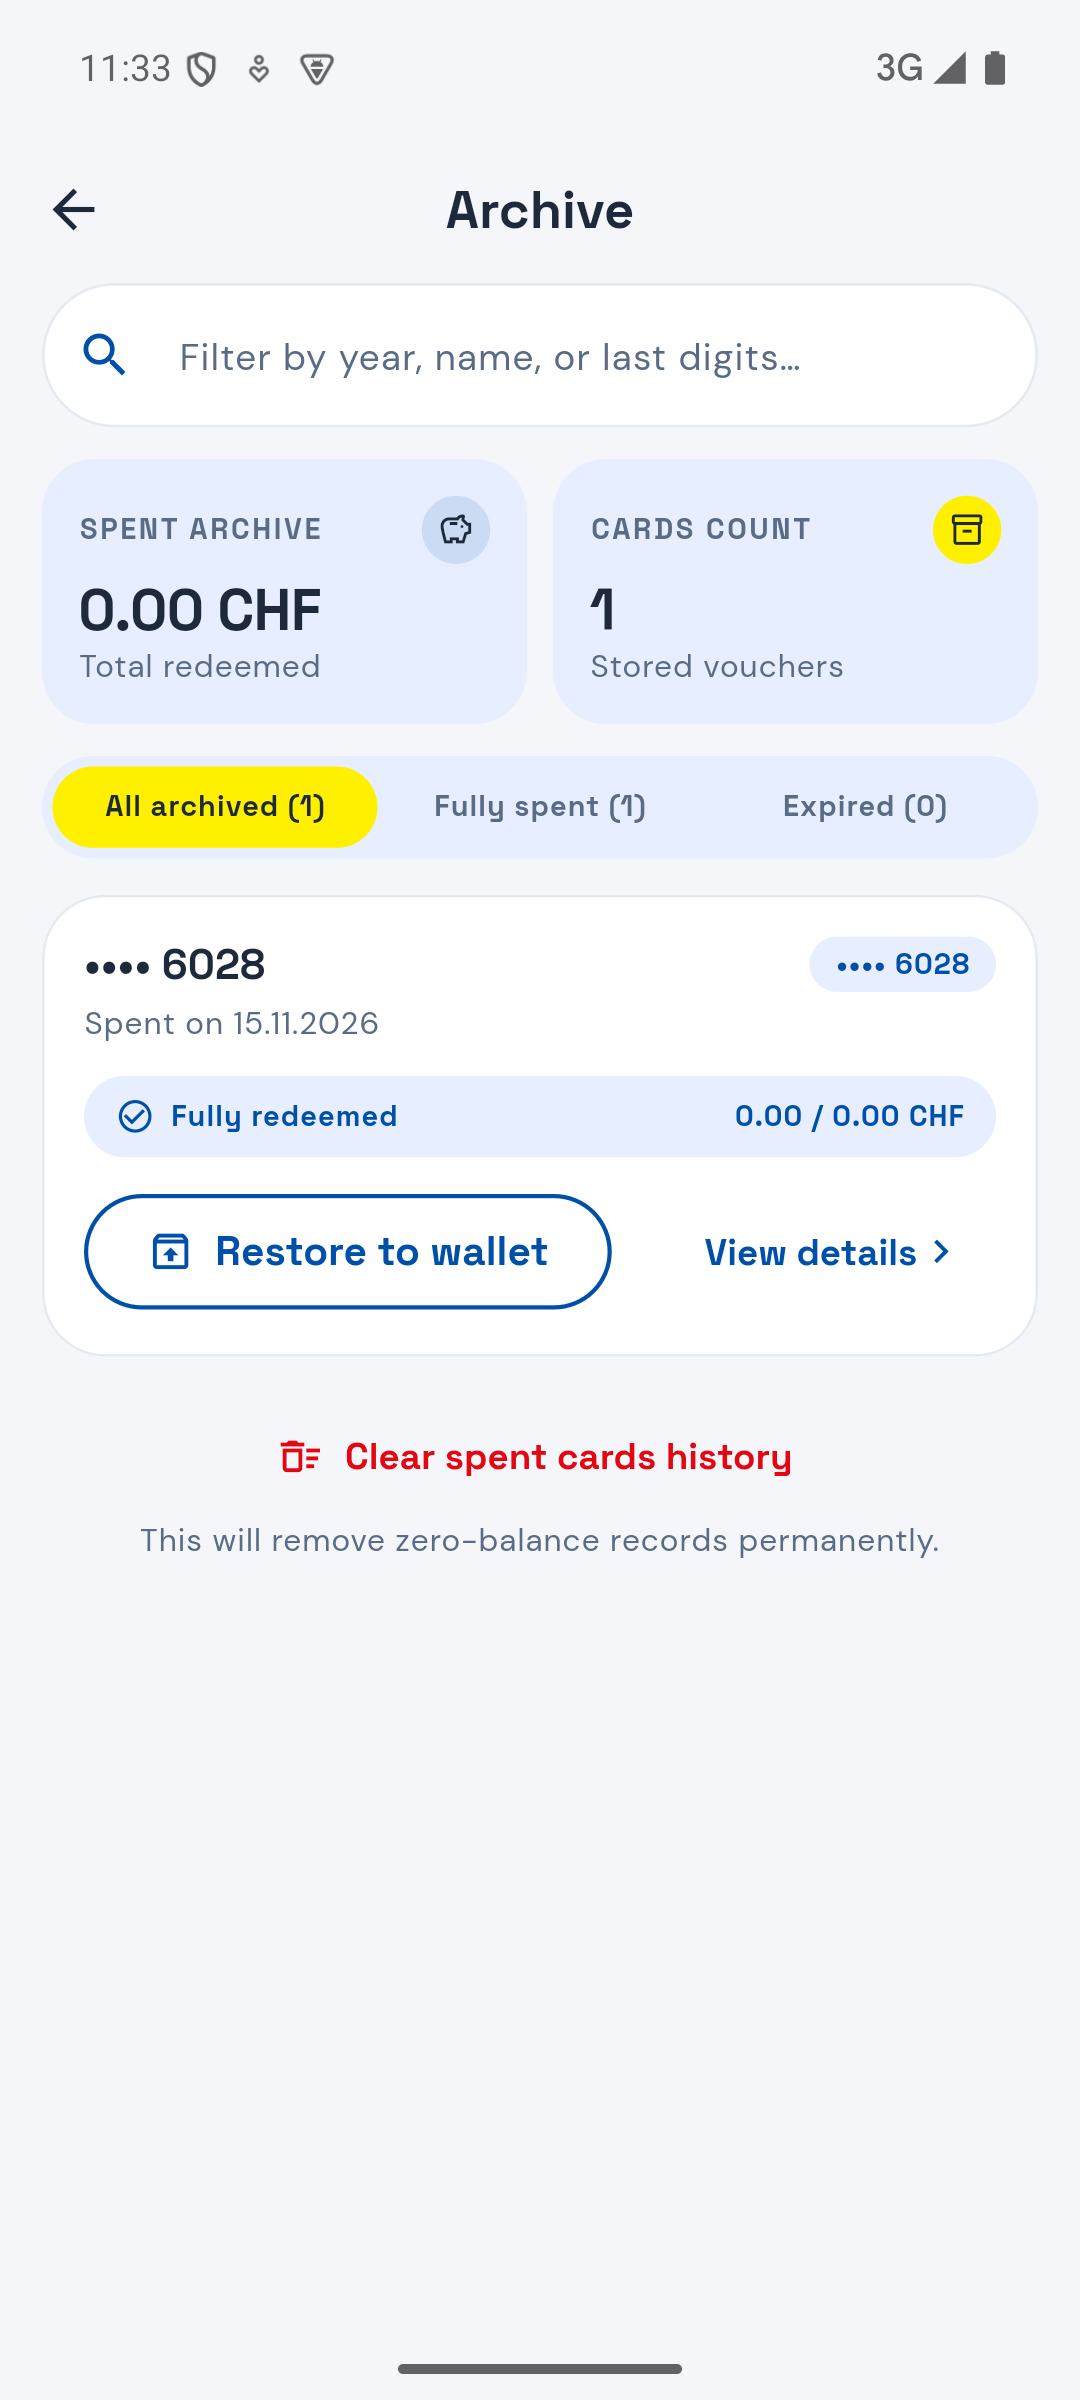 11:33
3G
Archive
Filter by year, name, or last digits...
SPENT ARCHIVE
0.00 CHF
Total redeemed
CARDS COUNT
1
Stored vouchers
All archived (1)
Fully spent (1)
Expired (0)
•••• 6028
•••• 6028
Spent on 15.11.2026
Fully redeemed
0.00 / 0.00 CHF
Restore to wallet
View details
Clear spent cards history
This will remove zero-balance records permanently.